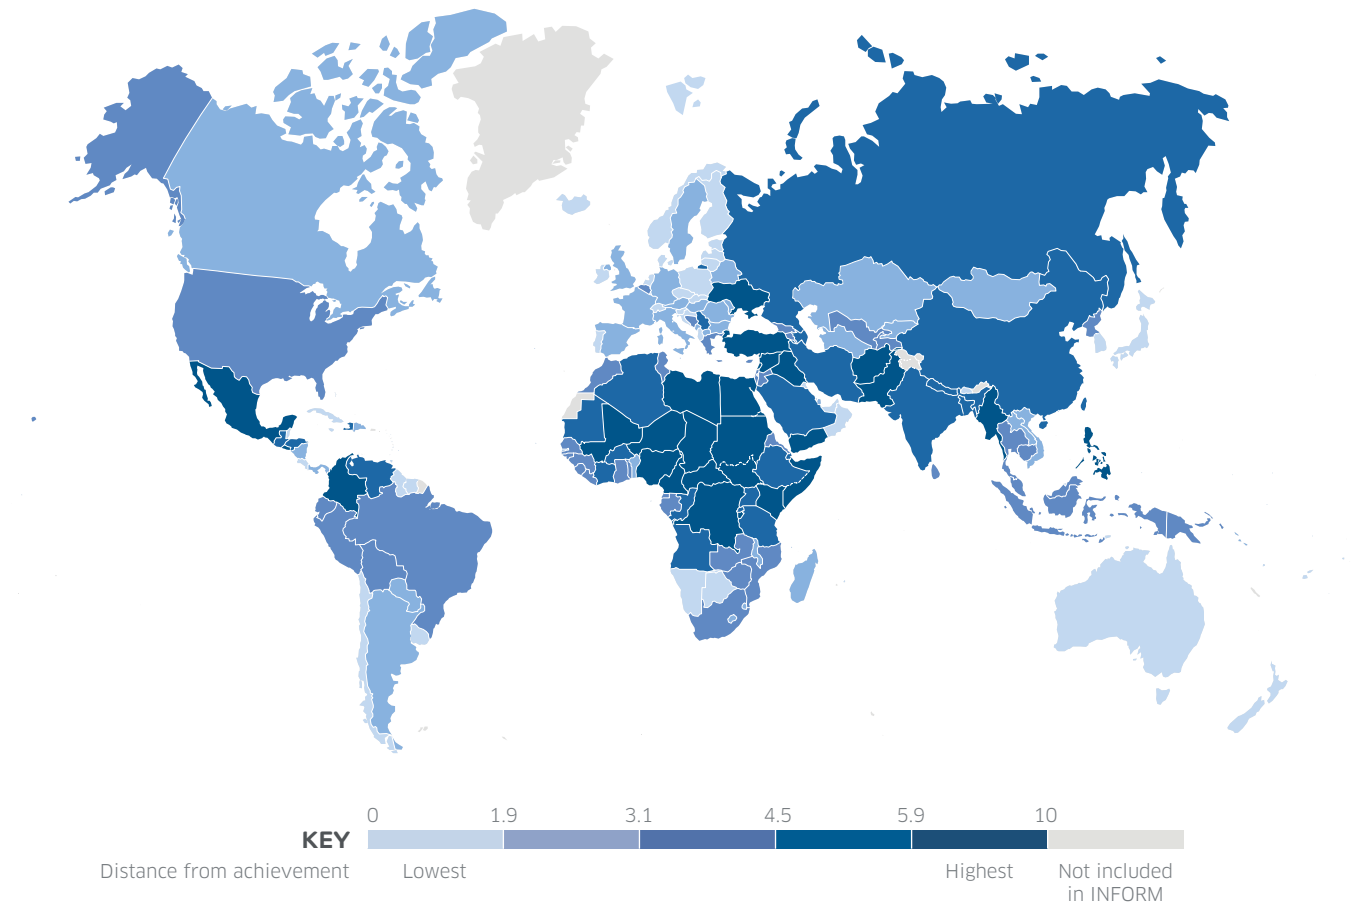 0 1.9 3.1 4.5 5.9 10
KEY
Distance from achievement Lowest Highest Not included
in INFORM